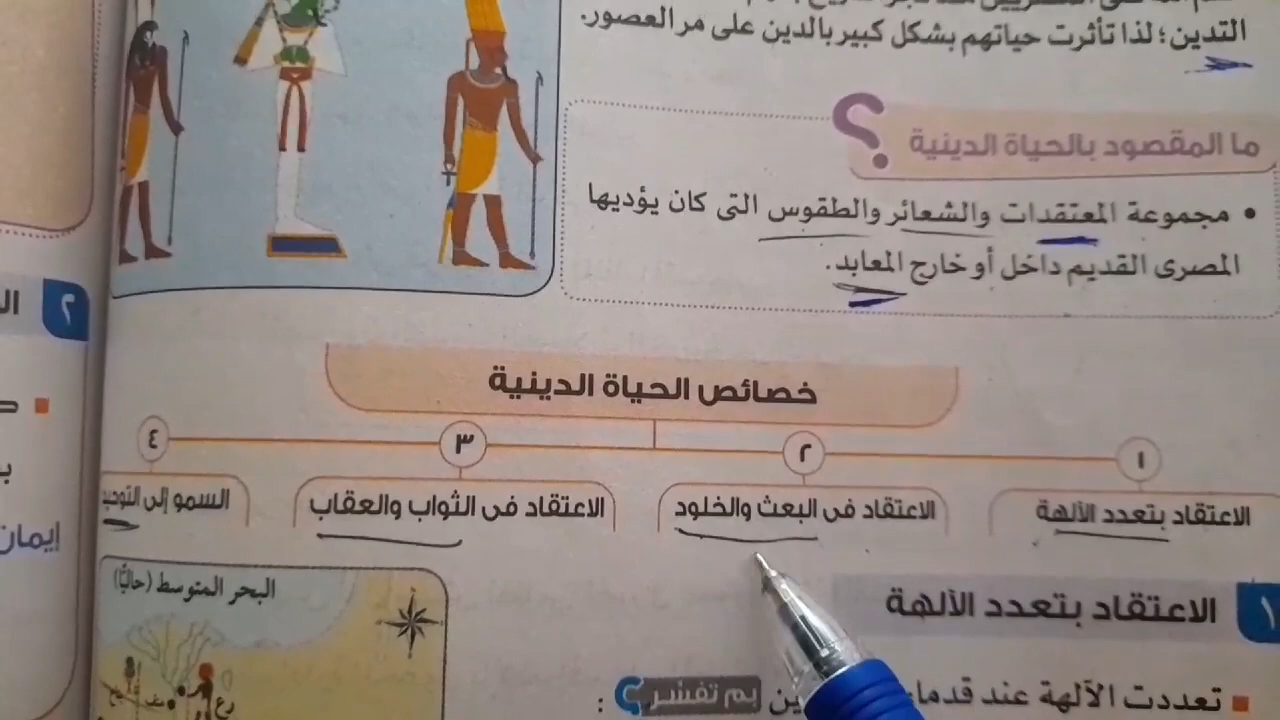 التدين؛ لذا تأثرت حياتهم بشكل كبير بالدين على مر العصور.
ما المقصود بالحياة الدينية ؟
• مجموعة المعتقدات والشعائر والطقوس التى كان يؤديها
المصرى القديم داخل أو خارج المعابد.
خصائص الحياة الدينية
١
٢
٣
٤
الاعتقاد بتعدد الآلهة
الاعتقاد فى البعث والخلود
الاعتقاد فى الثواب والعقاب
السمو إلى التوحيد
١ الاعتقاد بتعدد الآلهة
تعددت الآلهة عند قدماء
بم تفسر ؟ :
البحر المتوسط (حاليًا)
رع
٢
إيمان